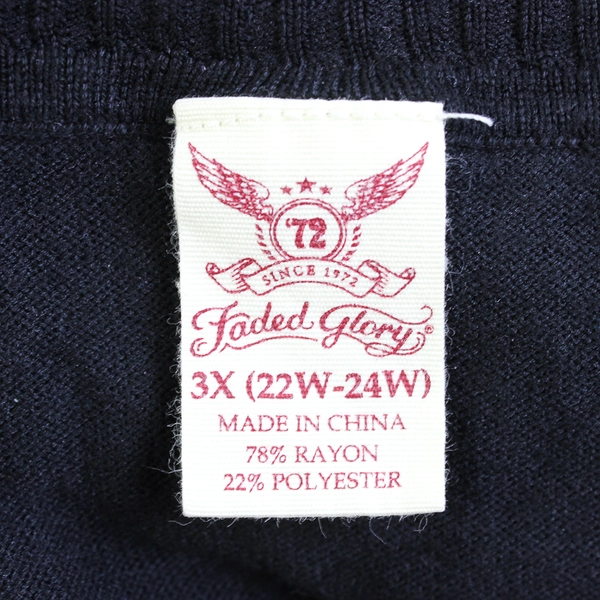 '72
SINCE 1972
Faded Glory®
3X (22W-24W)
MADE IN CHINA
78% RAYON
22% POLYESTER